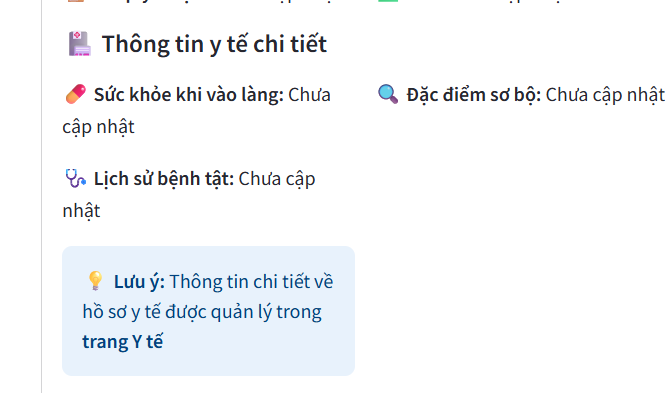 Thông tin y tế chi tiết
Sức khỏe khi vào làng: Chưa
cập nhật
Đặc điểm sơ bộ: Chưa cập nhật
Lịch sử bệnh tật: Chưa cập
nhật
Lưu ý: Thông tin chi tiết về
hồ sơ y tế được quản lý trong
trang Y tế